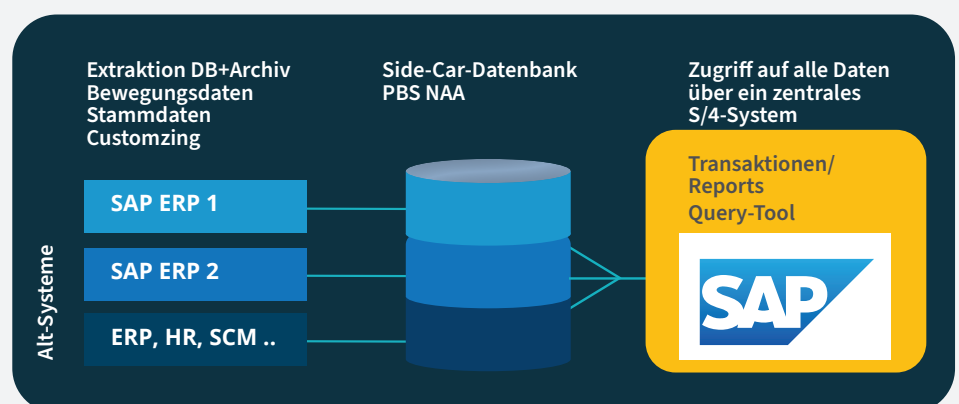 Extraktion DB+Archiv
Bewegungsdaten
Stammdaten
Customzing
Side-Car-Datenbank
PBS NAA
Zugriff auf alle Daten
über ein zentrales
S/4-System
Transaktionen/
Reports
Query-Tool
Alt-Systeme
SAP ERP 1
SAP ERP 2
ERP, HR, SCM ..
SAP